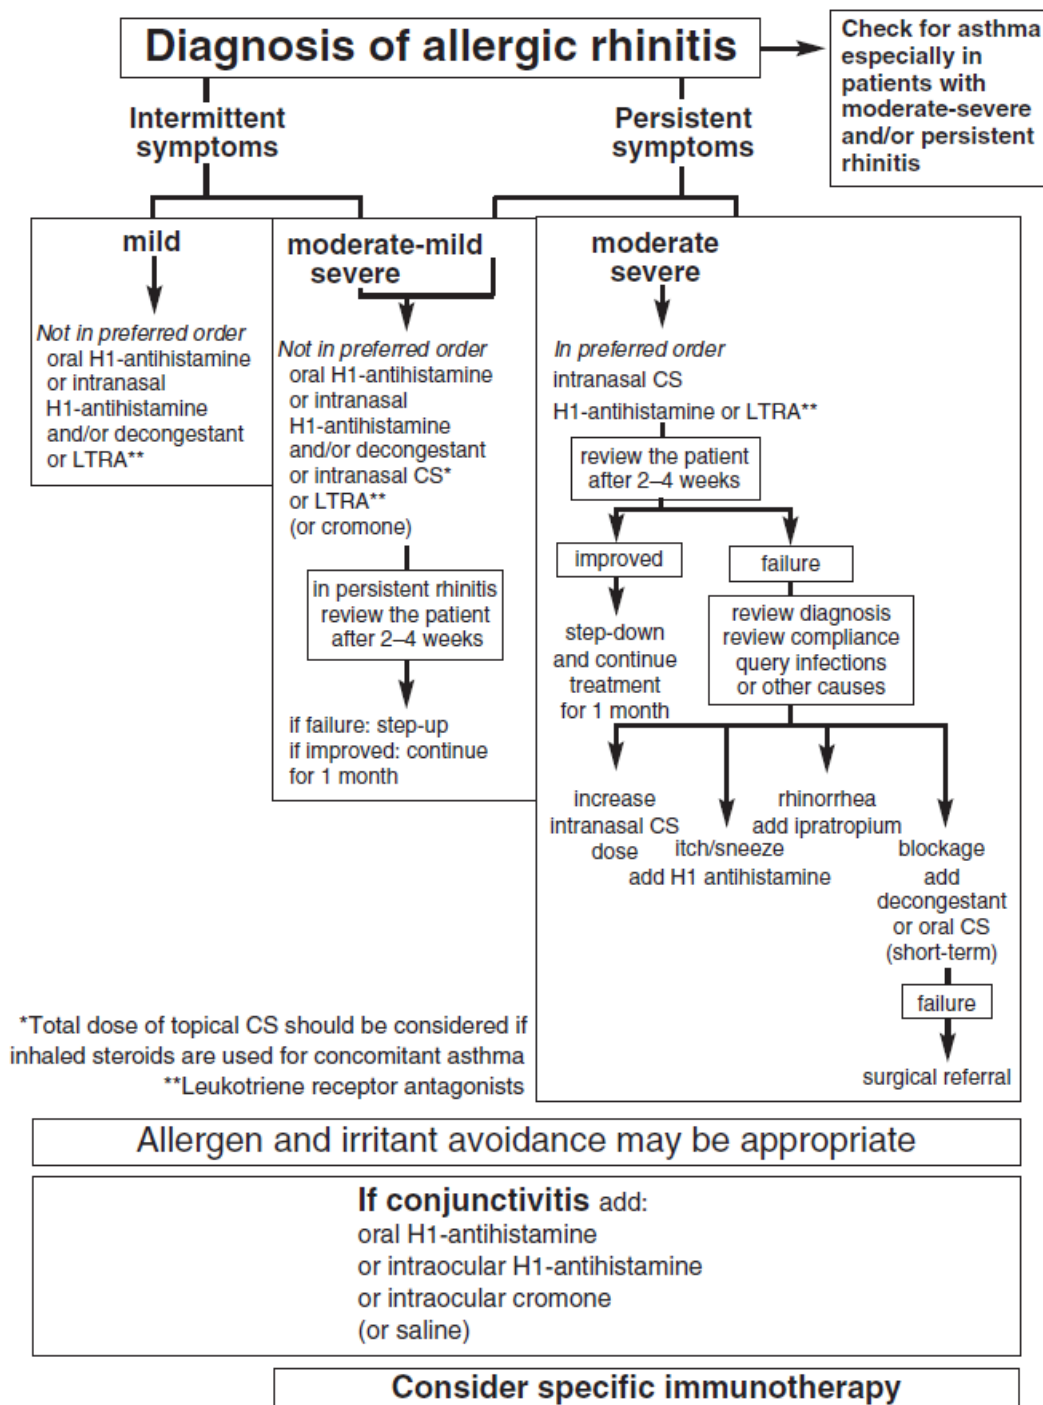 Diagnosis of allergic rhinitis
Check for asthma
especially in
patients with
moderate-severe
and/or persistent
rhinitis
Intermittent
symptoms
Persistent
symptoms
mild
Not in preferred order
oral H1-antihistamine
or intranasal
H1-antihistamine
and/or decongestant
or LTRA**
moderate-mild
severe
Not in preferred order
oral H1-antihistamine
or intranasal
H1-antihistamine
and/or decongestant
or intranasal CS*
or LTRA**
(or cromone)
in persistent rhinitis
review the patient
after 2–4 weeks
if failure: step-up
if improved: continue
for 1 month
moderate
severe
In preferred order
intranasal CS
H1-antihistamine or LTRA**
review the patient
after 2–4 weeks
improved
step-down
and continue
treatment
for 1 month
failure
review diagnosis
review compliance
query infections
or other causes
increase
intranasal CS
dose
itch/sneeze
add H1 antihistamine
rhinorrhea
add ipratropium
blockage
add
decongestant
or oral CS
(short-term)
failure
surgical referral
*Total dose of topical CS should be considered if
inhaled steroids are used for concomitant asthma
**Leukotriene receptor antagonists
Allergen and irritant avoidance may be appropriate
If conjunctivitis add:
oral H1-antihistamine
or intraocular H1-antihistamine
or intraocular cromone
(or saline)
Consider specific immunotherapy